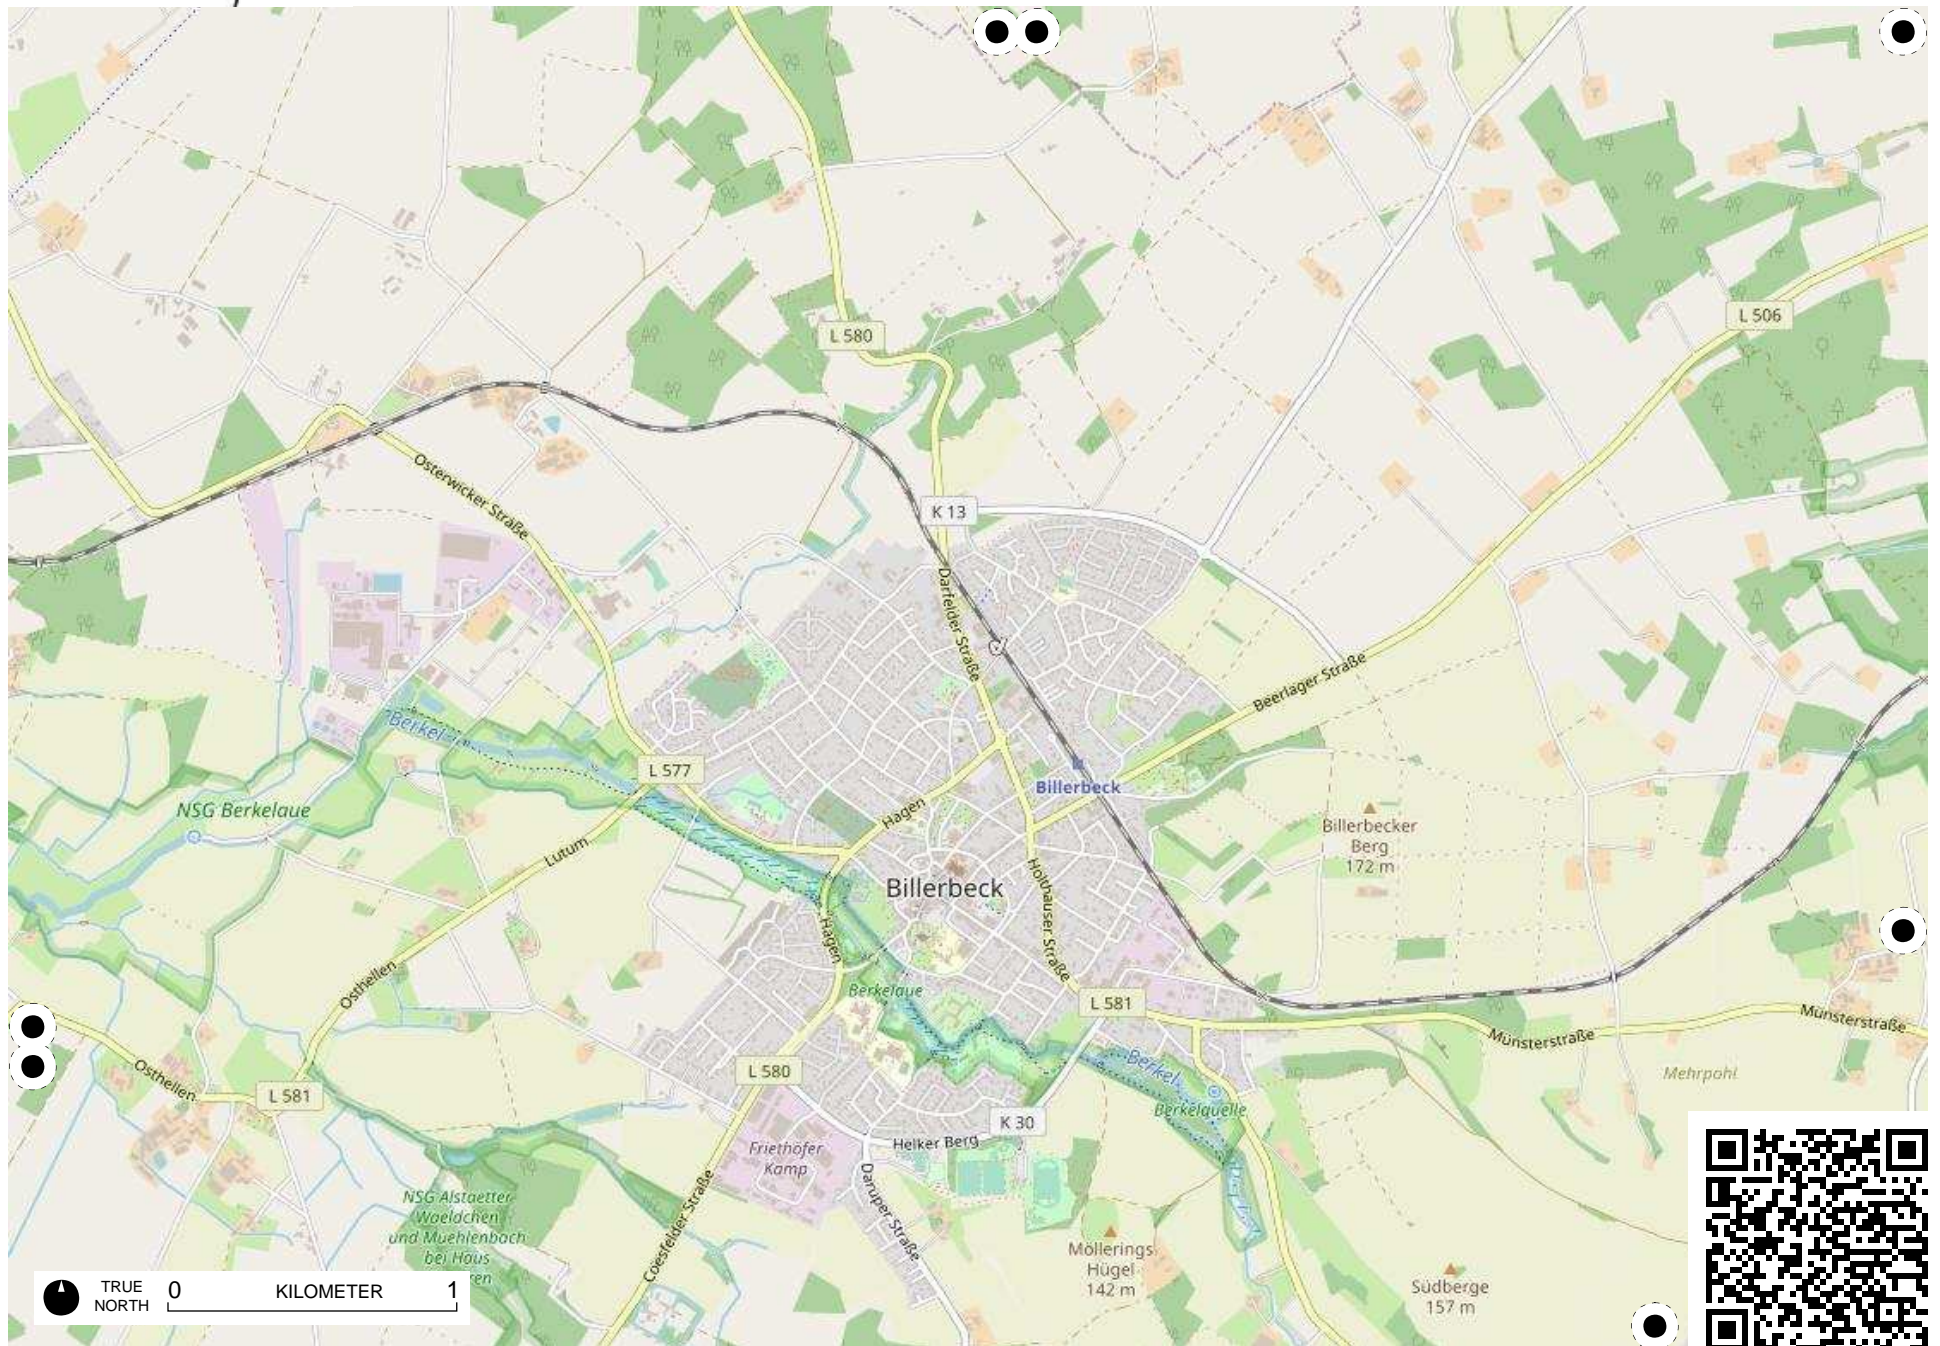 L 580
L 506
Osterwicker Straße
K 13
Darfelder Straße
Beerlager Straße
Berkel
L 577
Billerbeck
NSG Berkelaue
Hagen
Billerbecker
Berg
172 m
Lutum
Billerbeck
Holthauser Straße
Hagen
Osthellen
Berkelaue
L 581
Münsterstraße
Münsterstraße
Osthellen
L 581
L 580
Berkel
Mehrpohl
Berkelquelle
K 30
Helker Berg
Friethöfer
Kamp
Daruper Straße
Coesfelder Straße
NSG Alstaetter
Waeldchen
und Muehlenbach
bei Haus
Möllerings
Hügel
142 m
Südberge
157 m
TRUE
NORTH
0 KILOMETER 1